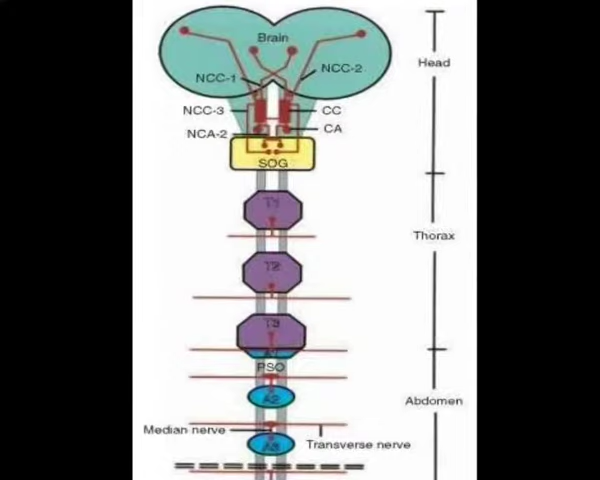 Brain
Head
NCC-1
NCC-2
NCC-3
CC
NCA-2
CA
SOG
T1
Thorax
T2
T3
A1
PSO
A2
Abdomen
Median nerve
Transverse nerve
A3